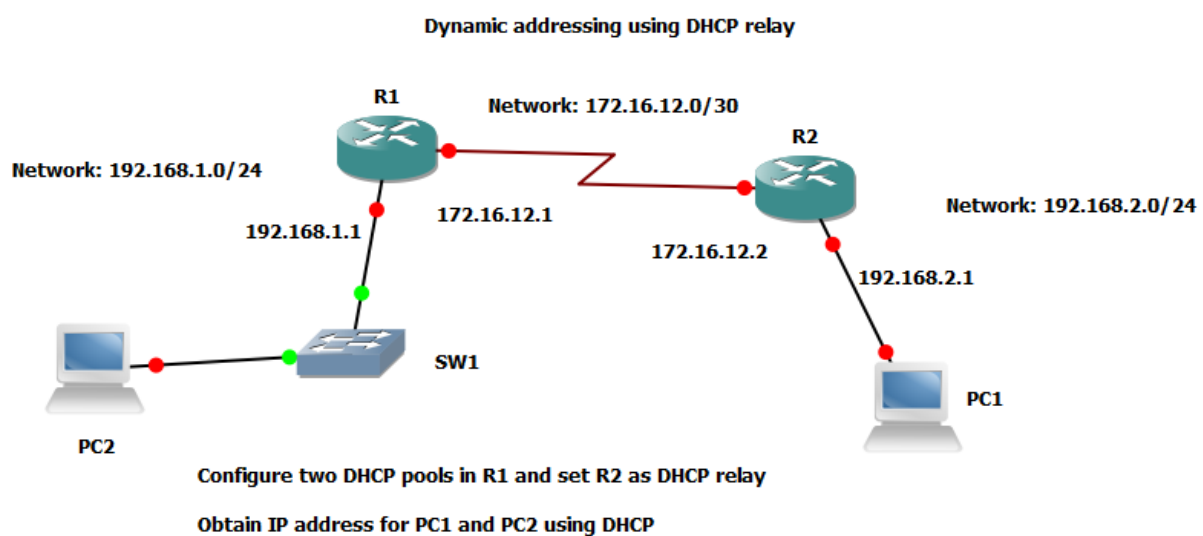 Dynamic addressing using DHCP relay
R1
Network: 172.16.12.0/30
R2
Network: 192.168.1.0/24
192.168.1.1
172.16.12.1
Network: 192.168.2.0/24
172.16.12.2
192.168.2.1
SW1
PC1
PC2
Configure two DHCP pools in R1 and set R2 as DHCP relay
Obtain IP address for PC1 and PC2 using DHCP